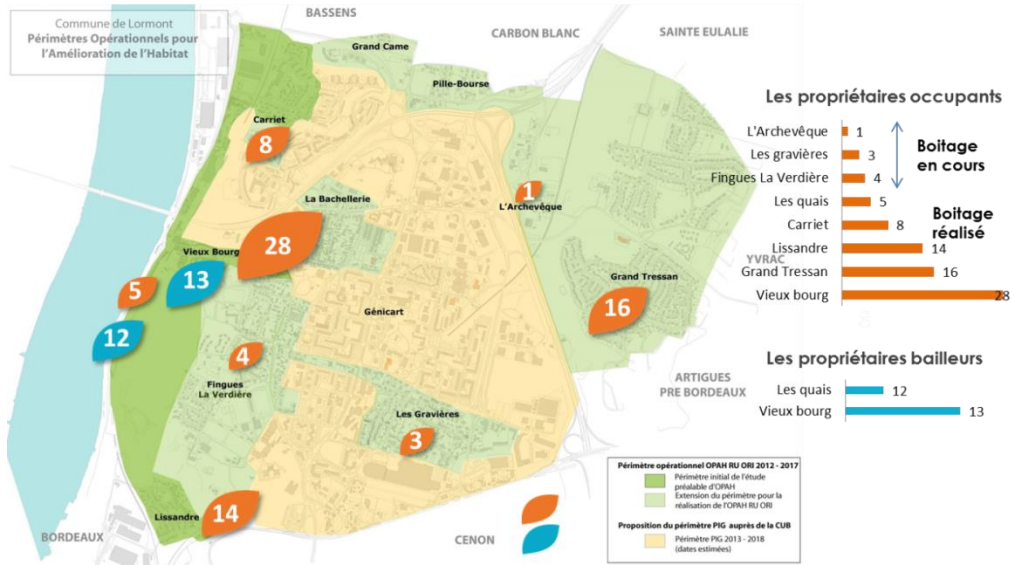 Commune de Lormont
Périmètres Opérationnels pour
l'Amélioration de l'Habitat
BASSENS
CARBON BLANC
SAINTE EULALIE
Grand Came
Pille-Bourse
Carriet
8
La Bachellerie
1
L'Archevêque
Vieux Bourg
28
13
5
12
Grand Tressan
16
YVRAC
Génicart
4
Fingues
La Verdière
Les Gravières
3
ARTIGUES
PRE BORDEAUX
Lissandre
14
BORDEAUX
CENON
Périmètre opérationnel OPAH RU ORI 2012 - 2017
Périmètre initial de l'étude
préalable d'OPAH
Extension du périmètre pour la
réalisation de l'OPAH RU ORI
Proposition du périmètre PIG auprès de la CUB
Périmètre PIG 2013 - 2018
(dates estimées)
Les propriétaires occupants
L'Archevêque 1
Les gravières 3
Fingues La Verdière 4
Les quais 5
Carriet 8
Lissandre 14
Grand Tressan 16
Vieux bourg 28
Boitage
en cours
Boitage
réalisé
Les propriétaires bailleurs
Les quais 12
Vieux bourg 13